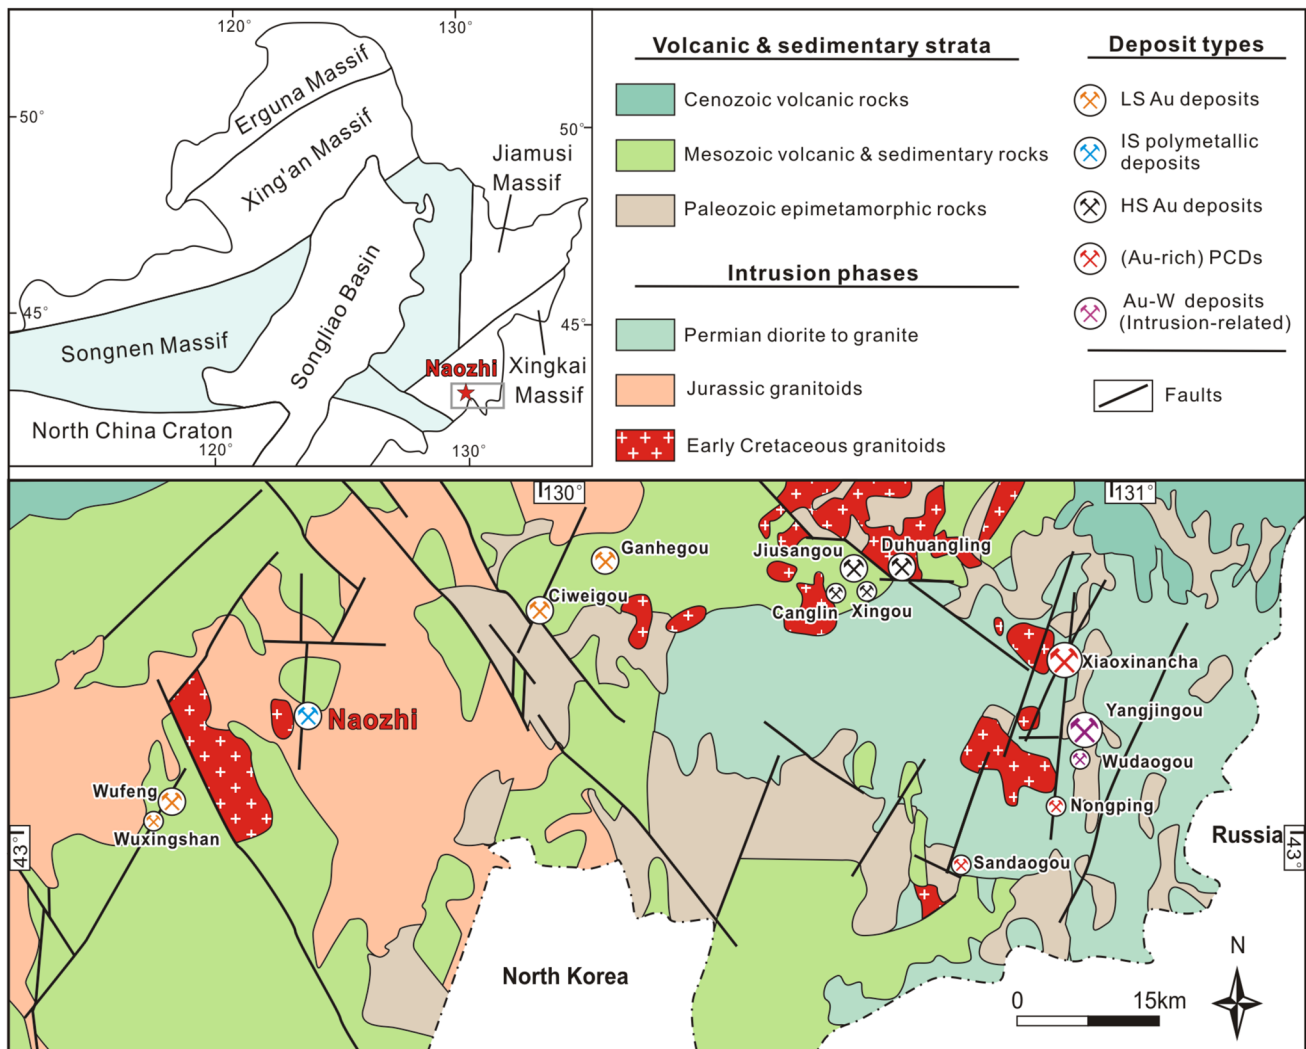 120°
130°
50°
50°
45°
45°
120°
130°
Erguna Massif
Xing'an Massif
Jiamusi
Massif
Songliao Basin
Songnen Massif
Naozhi
Xingkai
Massif
North China Craton
Volcanic & sedimentary strata
Cenozoic volcanic rocks
Mesozoic volcanic & sedimentary rocks
Paleozoic epimetamorphic rocks
Intrusion phases
Permian diorite to granite
Jurassic granitoids
Early Cretaceous granitoids
Deposit types
LS Au deposits
IS polymetallic
deposits
HS Au deposits
(Au-rich) PCDs
Au-W deposits
(Intrusion-related)
Faults
130°
131°
Ganhegou
Jiusangou
Duhuangling
Ciweigou
Canglin
Xingou
Xiaoxinancha
Naozhi
Yangjingou
Wudaogou
Wufeng
Nongping
Wuxingshan
Russia
43°
43°
Sandaogou
North Korea
N
0
15km